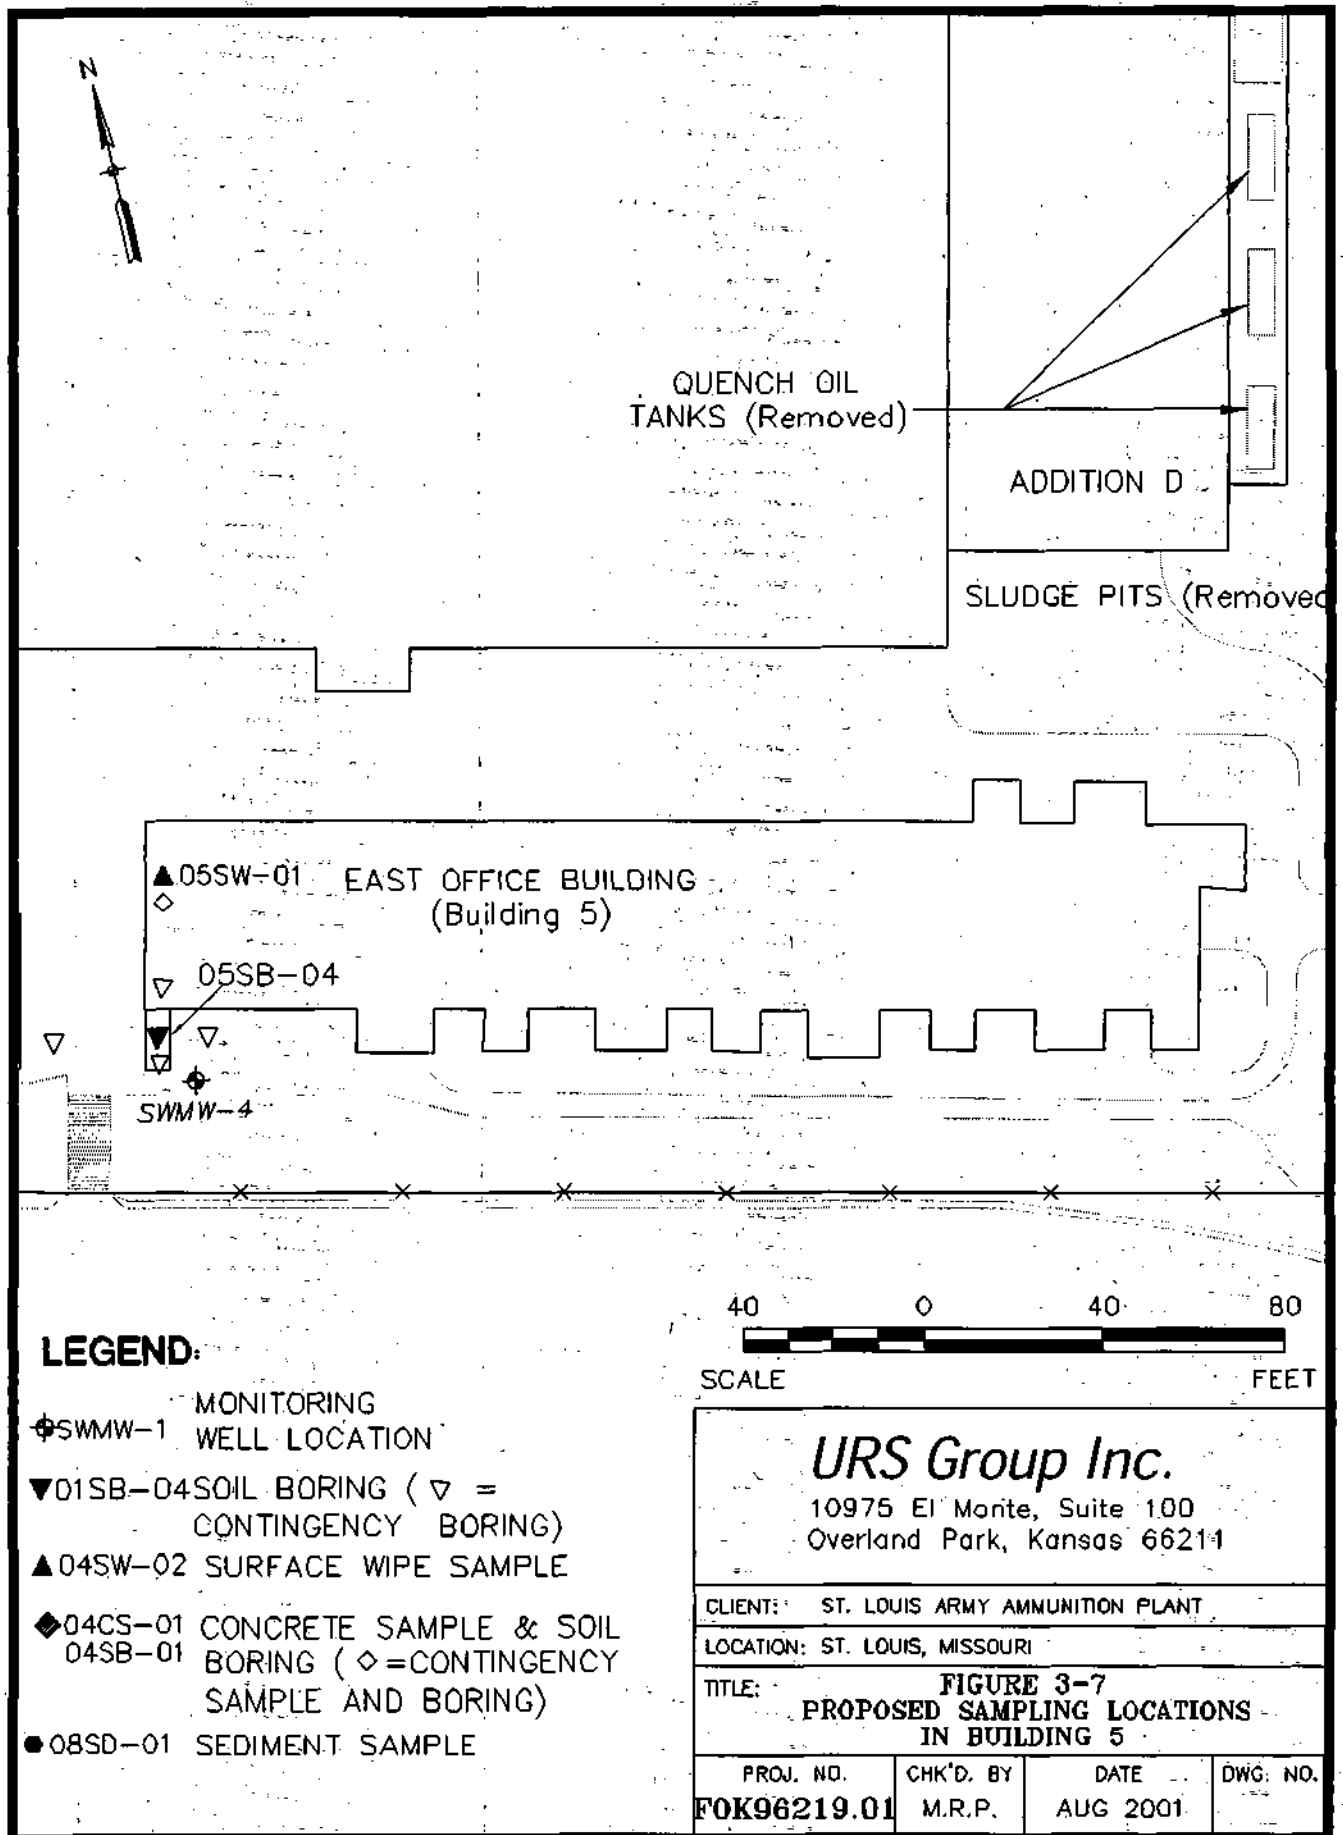 N
QUENCH OIL
TANKS (Removed)
ADDITION D
SLUDGE PITS (Removed
05SW-01
EAST OFFICE BUILDING
(Building 5)
05SB-04
SWMW-4
40 0 40 80
SCALE FEET
LEGEND:
SWMW-1 MONITORING
WELL LOCATION
01SB-04 SOIL BORING ( ▽ =
CONTINGENCY BORING)
04SW-02 SURFACE WIPE SAMPLE
04CS-01 CONCRETE SAMPLE & SOIL
04SB-01 BORING ( ◇ =CONTINGENCY
SAMPLE AND BORING)
08SD-01 SEDIMENT SAMPLE
URS Group Inc.
10975 El Monte, Suite 100
Overland Park, Kansas 66211
CLIENT: ST. LOUIS ARMY AMMUNITION PLANT
LOCATION: ST. LOUIS, MISSOURI
TITLE: FIGURE 3-7
PROPOSED SAMPLING LOCATIONS
IN BUILDING 5
PROJ. NO. CHK'D. BY DATE DWG. NO.
F0K96219.01 M.R.P. AUG 2001